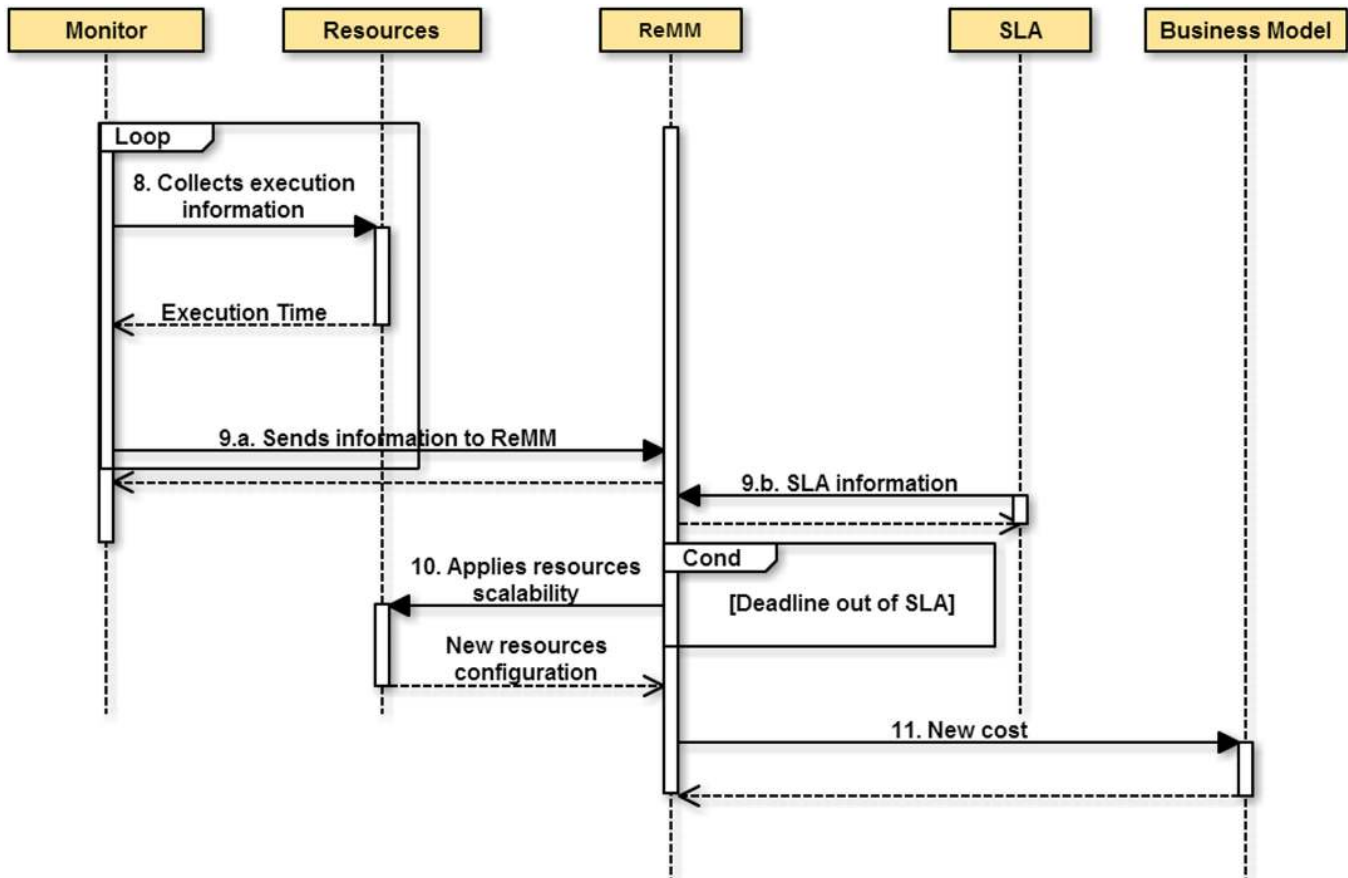 Monitor
Resources
ReMM
SLA
Business Model
Loop
8. Collects execution
information
Execution Time
9.a. Sends information to ReMM
9.b. SLA information
Cond
10. Applies resources
scalability
[Deadline out of SLA]
New resources
configuration
11. New cost